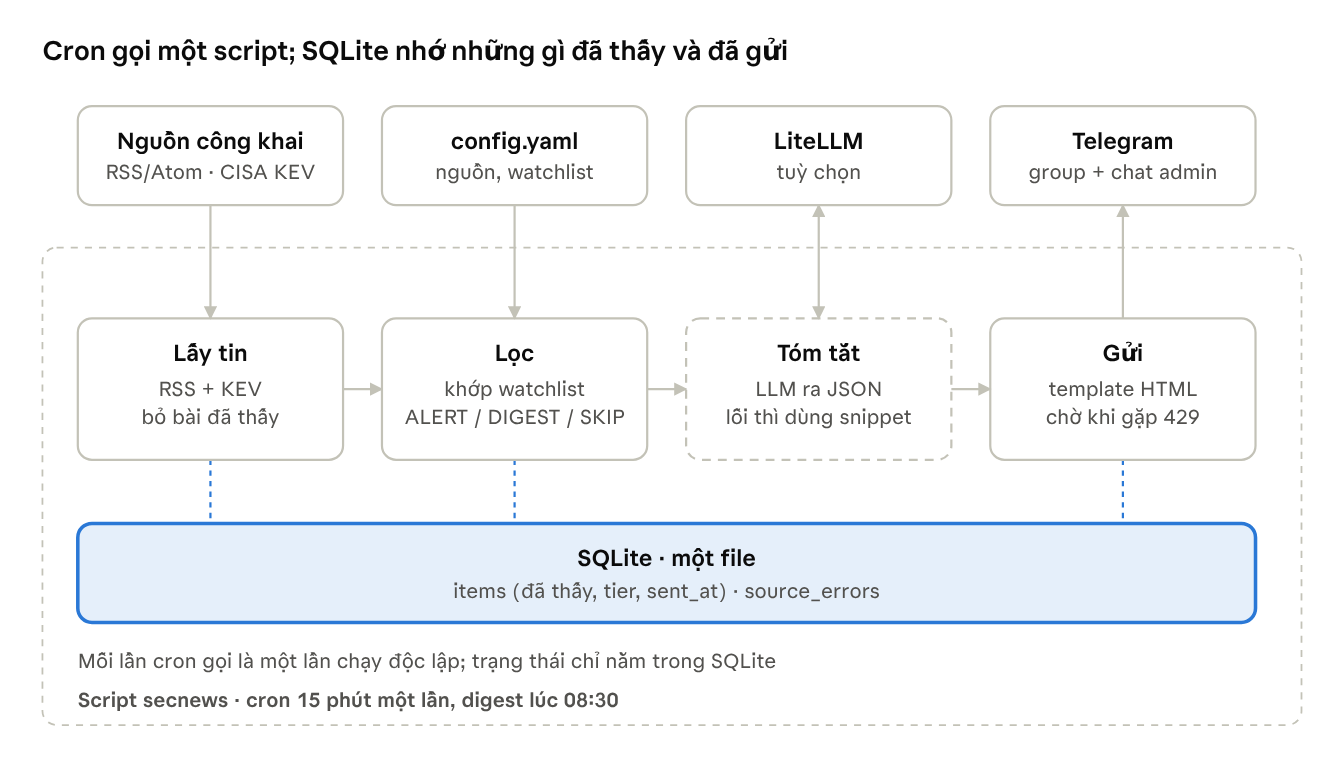 Cron gọi một script; SQLite nhớ những gì đã thấy và đã gửi
Nguồn công khai
RSS/Atom · CISA KEV
config.yaml
nguồn, watchlist
LiteLLM
tuỳ chọn
Telegram
group + chat admin
Lấy tin
RSS + KEV
bỏ bài đã thấy
Lọc
khớp watchlist
ALERT / DIGEST / SKIP
Tóm tắt
LLM ra JSON
lỗi thì dùng snippet
Gửi
template HTML
chờ khi gặp 429
SQLite · một file
items (đã thấy, tier, sent_at) · source_errors
Mỗi lần cron gọi là một lần chạy độc lập; trạng thái chỉ nằm trong SQLite
Script secnews · cron 15 phút một lần, digest lúc 08:30